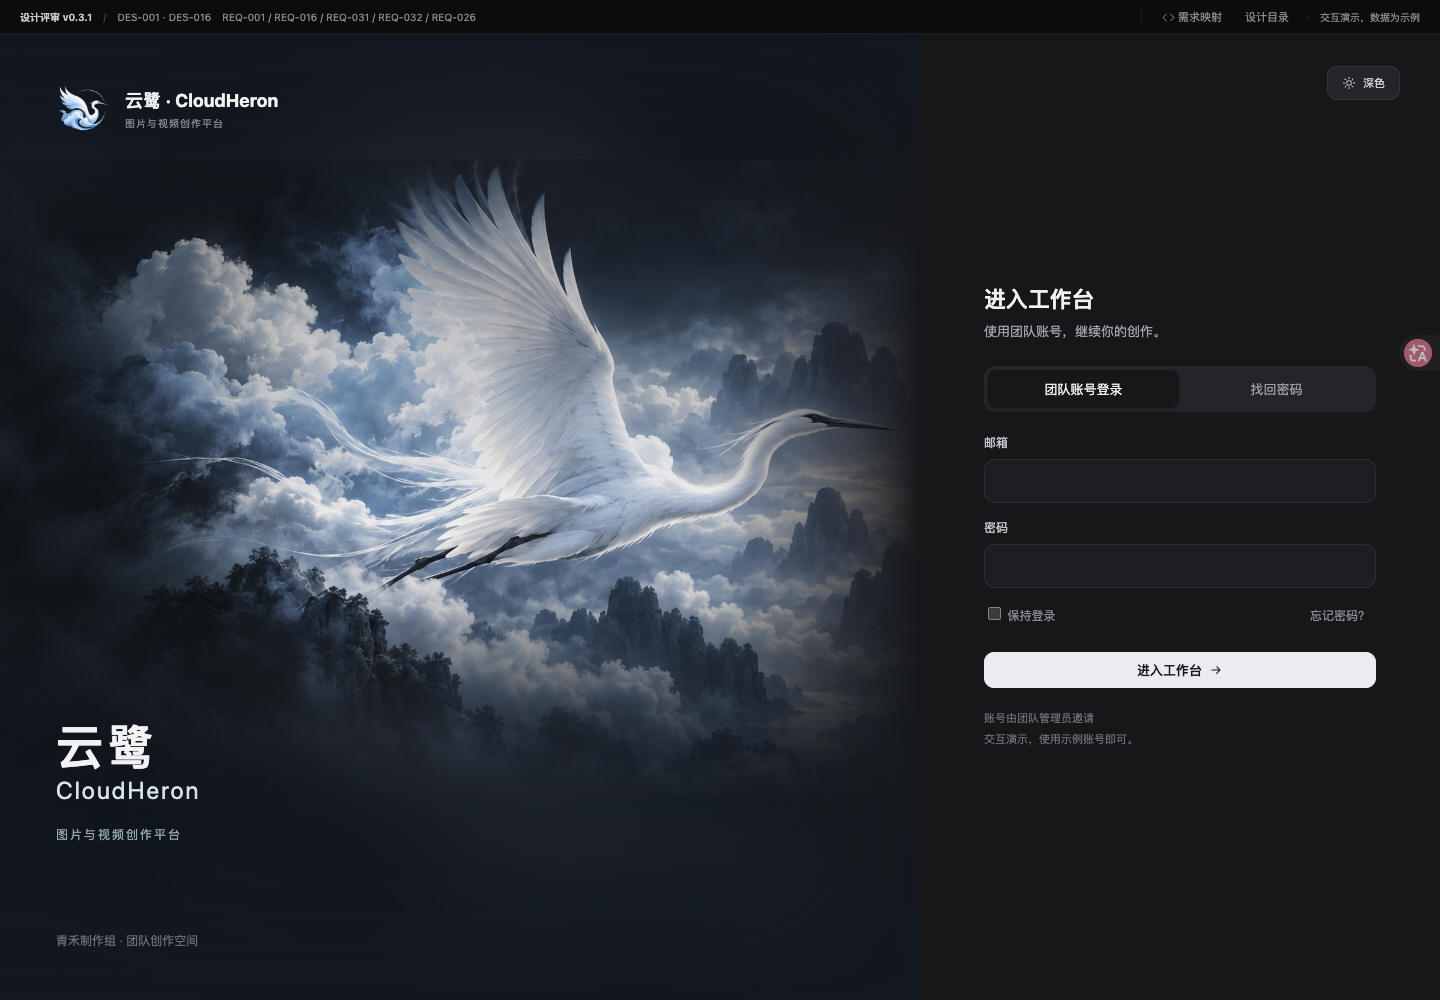 设计评审 v0.3.1 / DES-001 · DES-016 REQ-001 / REQ-016 / REQ-031 / REQ-032 / REQ-026
<> 需求映射 设计目录 · 交互演示，数据为示例
云鹭 · CloudHeron
图片与视频创作平台
深色
进入工作台
使用团队账号，继续你的创作。
团队账号登录 找回密码
邮箱
密码
保持登录 忘记密码?
进入工作台 →
账号由团队管理员邀请
交互演示，使用示例账号即可。
云鹭
CloudHeron
图片与视频创作平台
青禾制作组 · 团队创作空间